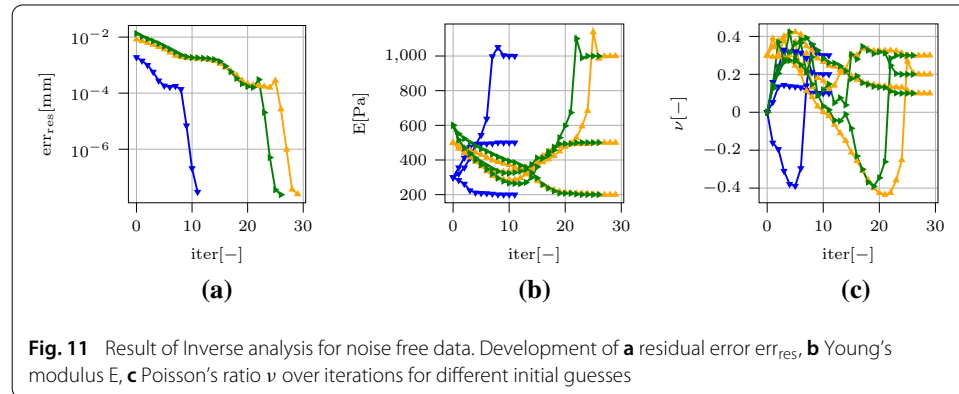 10⁻²
10⁻⁴
10⁻⁶
err_res[mm]
0 10 20 30
iter[−]
(a)
1,000
800
600
400
200
E[Pa]
0 10 20 30
iter[−]
(b)
0.4
0.2
0
−0.2
−0.4
ν[−]
0 10 20 30
iter[−]
(c)
Fig. 11 Result of Inverse analysis for noise free data. Development of a residual error err_res, b Young's
modulus E, c Poisson's ratio ν over iterations for different initial guesses